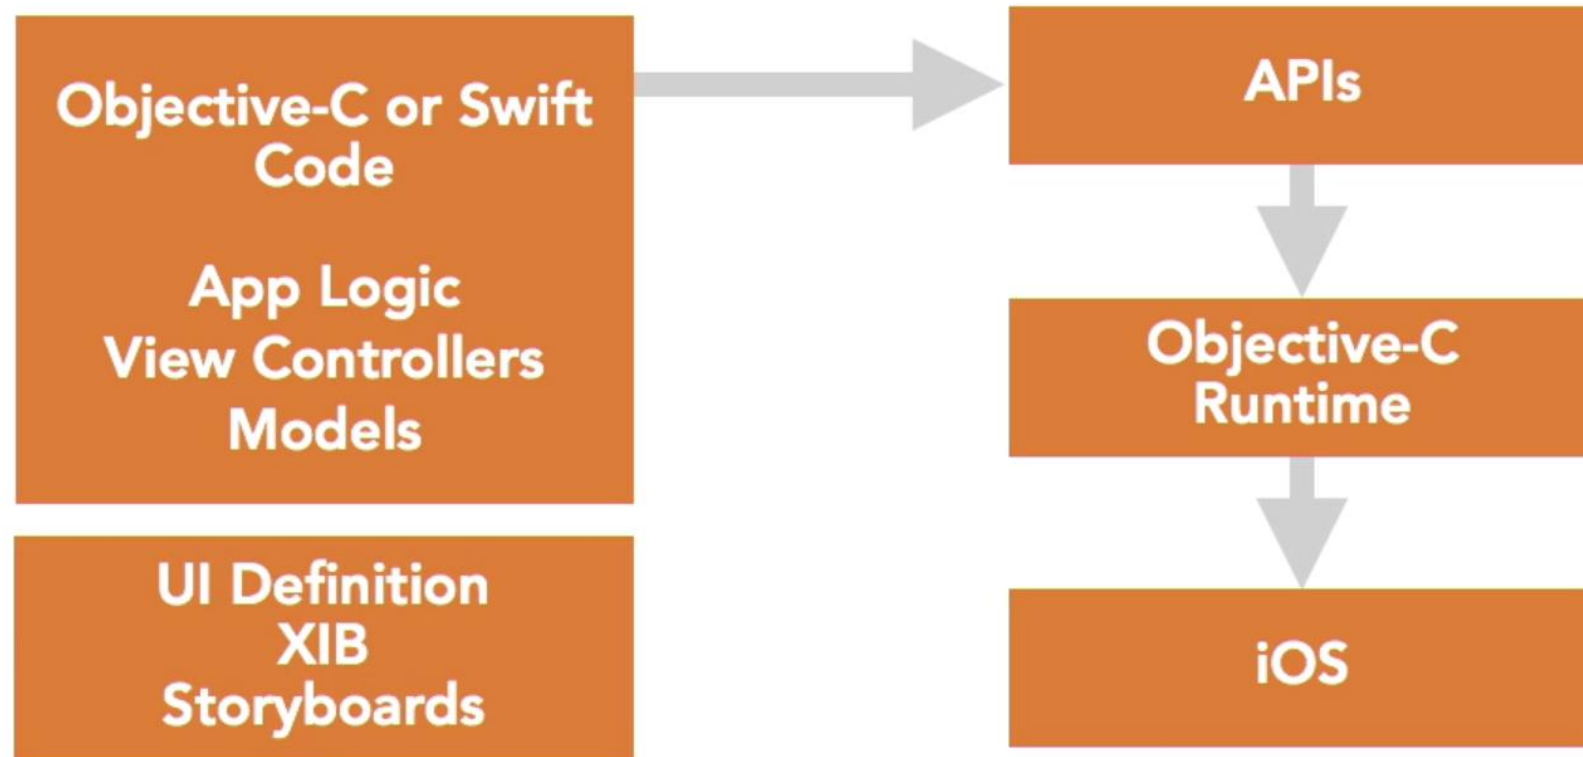 Objective-C or Swift
Code
App Logic
View Controllers
Models
UI Definition
XIB
Storyboards
APIs
Objective-C
Runtime
iOS